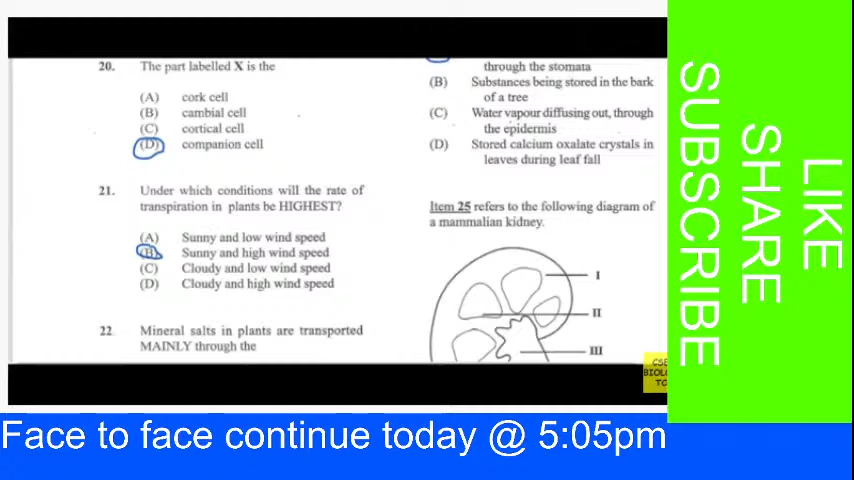 20. The part labelled X is the
(A) cork cell
(B) cambial cell
(C) cortical cell
(D) companion cell
21. Under which conditions will the rate of
transpiration in plants be HIGHEST?
(A) Sunny and low wind speed
(B) Sunny and high wind speed
(C) Cloudy and low wind speed
(D) Cloudy and high wind speed
22 Mineral salts in plants are transported
MAINLY through the
through the stomata
(B) Substances being stored in the bark
of a tree
(C) Water vapour diffusing out, through
the epidermis
(D) Stored calcium oxalate crystals in
leaves during leaf fall
Item 25 refers to the following diagram of
a mammalian kidney.
I
II
III
LIKE
SHARE
SUBSCRIBE
Face to face continue today @ 5:05pm